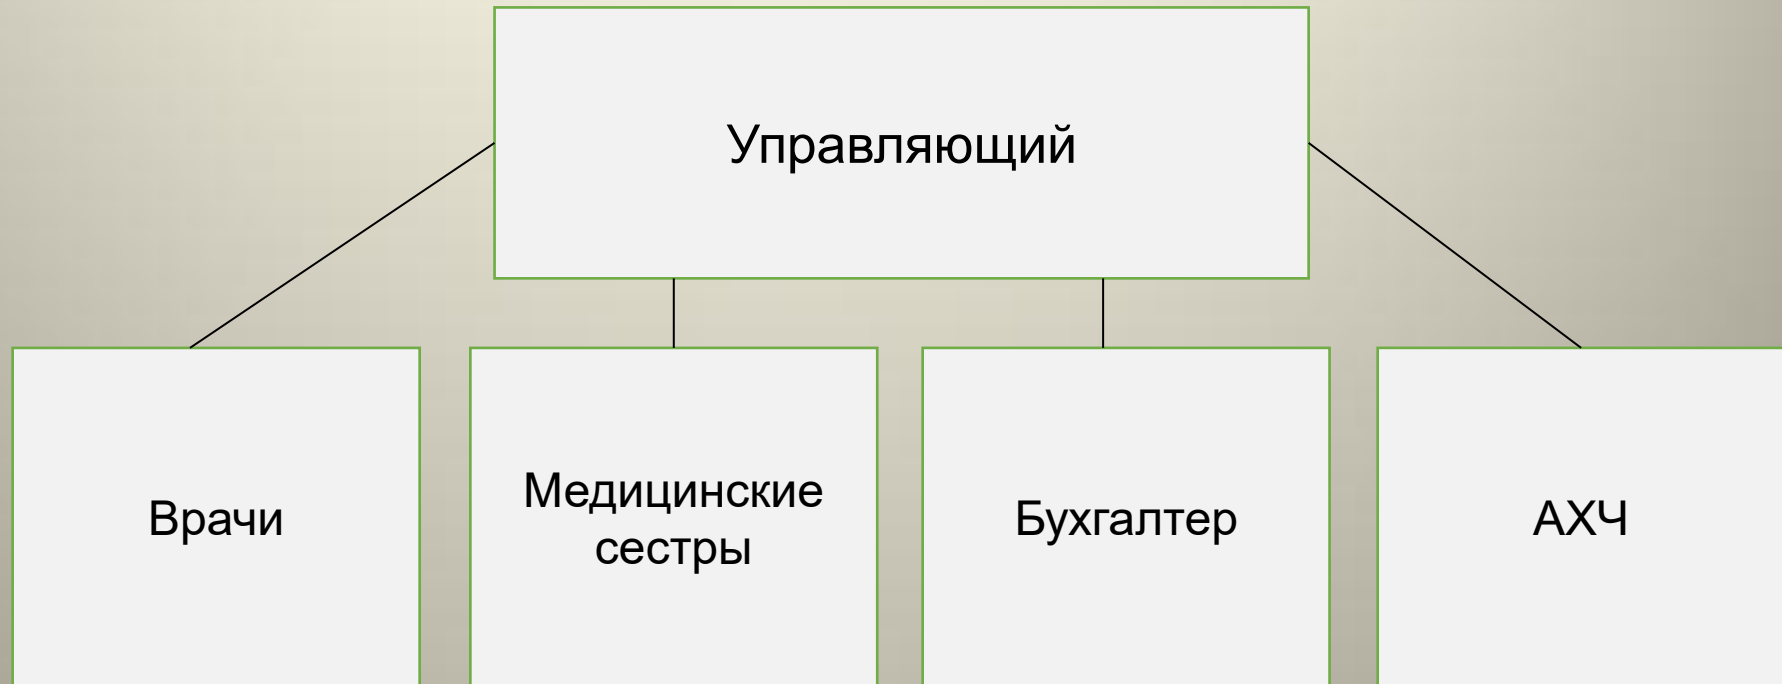 Управляющий
Врачи
Медицинские
сестры
Бухгалтер
АХЧ